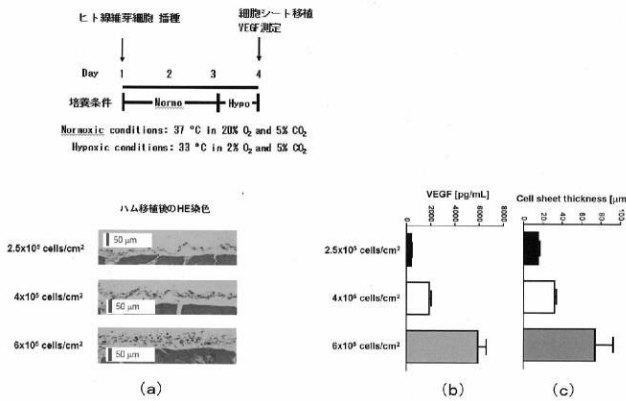 ヒト線維芽細胞 播種
細胞シート移植
VEGF測定
Day 1 2 3 4
培養条件 Normo Hypo
Normoxic conditions: 37 °C in 20% O₂ and 5% CO₂
Hypoxic conditions: 33 °C in 2% O₂ and 5% CO₂
ハム移植後のHE染色
2.5x10⁵ cells/cm²
50 μm
4x10⁵ cells/cm²
50 μm
6x10⁵ cells/cm²
50 μm
(a)
VEGF [pg/mL]
0 2000 4000 6000 8000
2.5x10⁵ cells/cm²
4x10⁵ cells/cm²
6x10⁵ cells/cm²
(b)
Cell sheet thickness [μm]
0 20 40 60 80 100
(c)